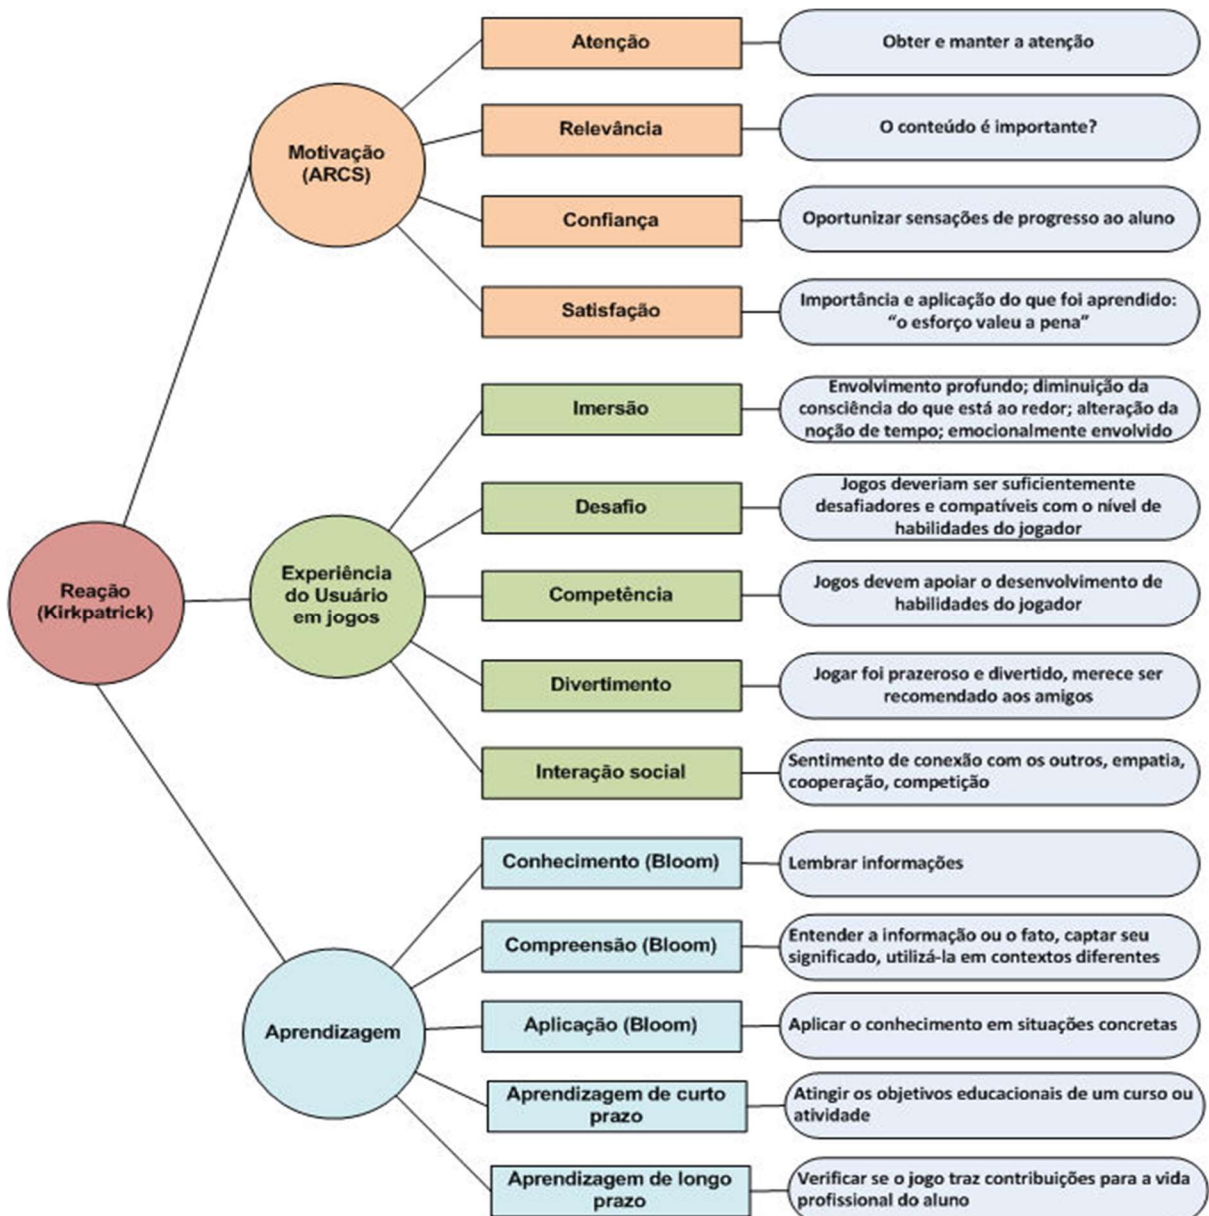 Atenção
Obter e manter a atenção
Relevância
O conteúdo é importante?
Motivação
(ARCS)
Confiança
Oportunizar sensações de progresso ao aluno
Satisfação
Importância e aplicação do que foi aprendido:
“o esforço valeu a pena”
Imersão
Envolvimento profundo; diminuição da
consciência do que está ao redor; alteração da
noção de tempo; emocionalmente envolvido
Desafio
Jogos deveriam ser suficientemente
desafiadores e compatíveis com o nível de
habilidades do jogador
Reação
(Kirkpatrick)
Experiência
do Usuário
em jogos
Competência
Jogos devem apoiar o desenvolvimento de
habilidades do jogador
Divertimento
Jogar foi prazeroso e divertido, merece ser
recomendado aos amigos
Interação social
Sentimento de conexão com os outros, empatia,
cooperação, competição
Conhecimento (Bloom)
Lembrar informações
Compreensão (Bloom)
Entender a informação ou o fato, captar seu
significado, utilizá-la em contextos diferentes
Aprendizagem
Aplicação (Bloom)
Aplicar o conhecimento em situações concretas
Aprendizagem de curto
prazo
Atingir os objetivos educacionais de um curso ou
atividade
Aprendizagem de longo
prazo
Verificar se o jogo traz contribuições para a vida
profissional do aluno